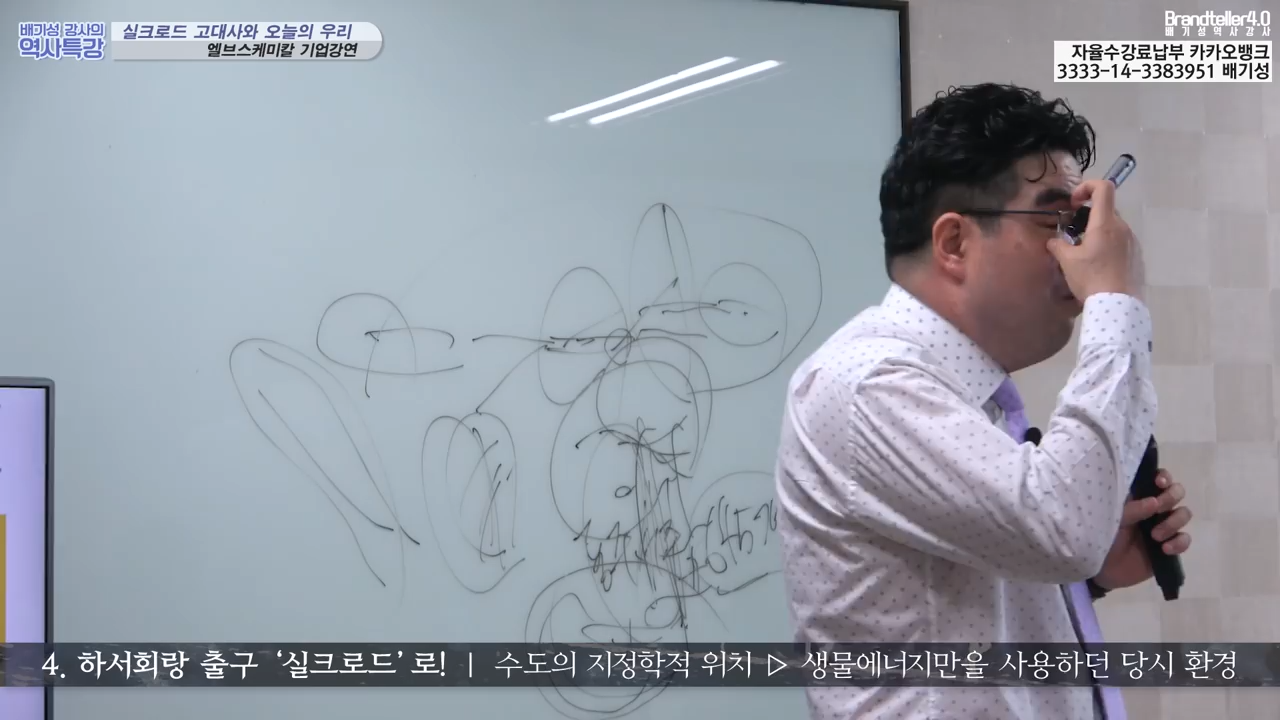 배기성 강사의
역사특강
실크로드 고대사와 오늘의 우리
엘브스케미칼 기업강연
Brandteller4.0
배기성역사강사
자율수강료납부 카카오뱅크
3333-14-3383951 배기성
4. 하서회랑 출구 ‘실크로드’로! | 수도의 지정학적 위치 ▷ 생물에너지만을 사용하던 당시 환경